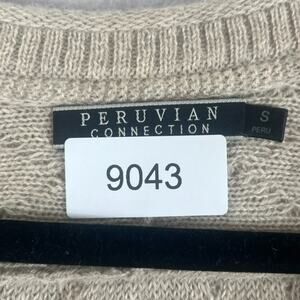 PERUVIAN
CONNECTION
S
PERU
9043